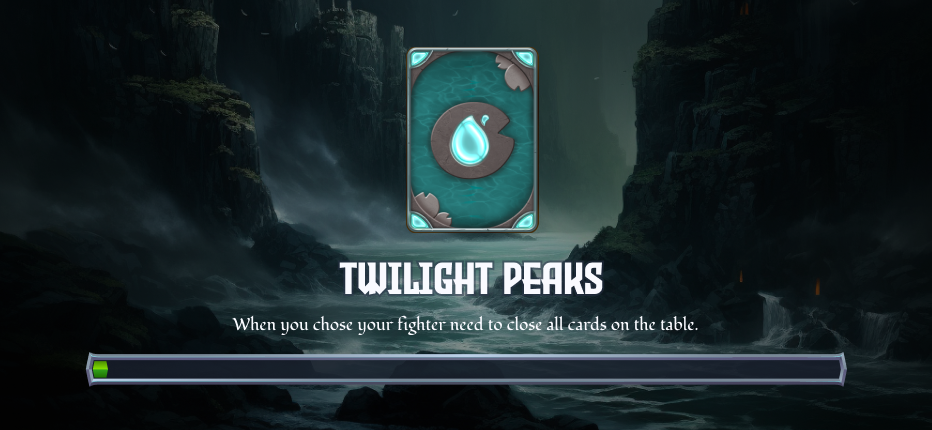 TWILIGHT PEAKS
When you chose your fighter need to close all cards on the table.